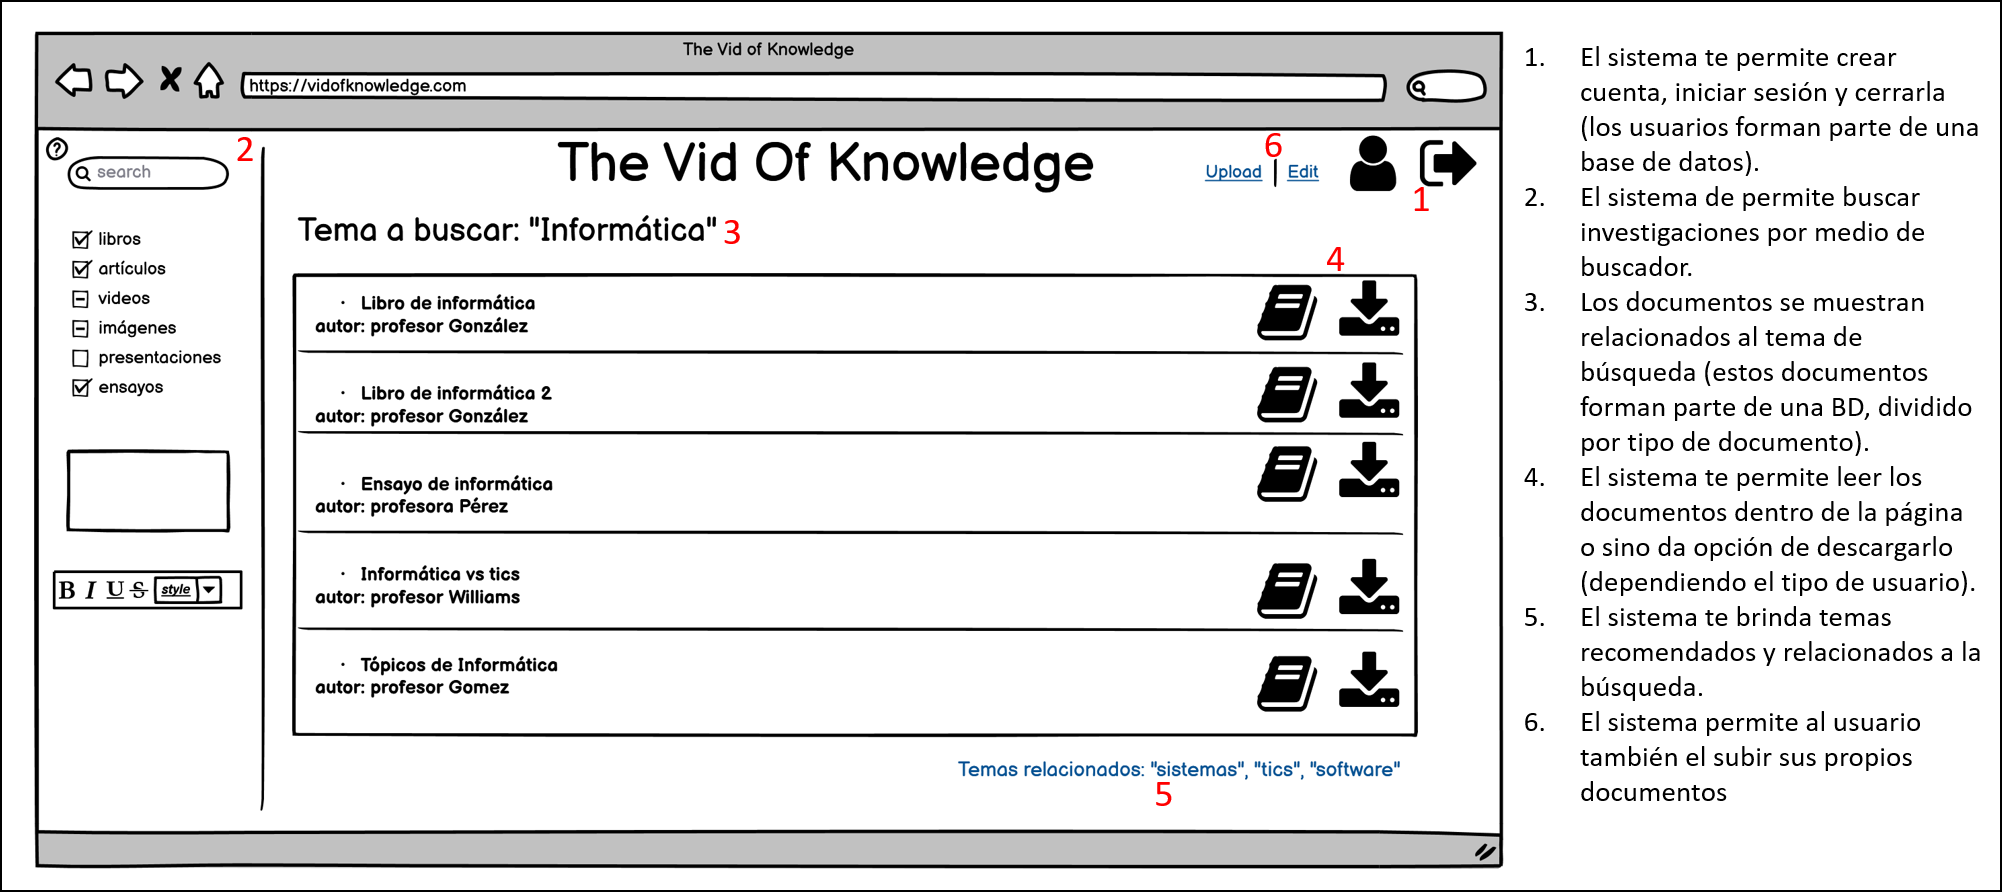 The Vid of Knowledge
https://vidofknowledge.com
?
search
2
libros
artículos
videos
imágenes
presentaciones
ensayos
B I U S style
The Vid Of Knowledge
6
Upload | Edit
1
Tema a buscar: "Informática" 3
4
· Libro de informática
autor: profesor González
· Libro de informática 2
autor: profesor González
· Ensayo de informática
autor: profesora Pérez
· Informática vs tics
autor: profesor Williams
· Tópicos de Informática
autor: profesor Gomez
Temas relacionados: "sistemas", "tics", "software"
5
1. El sistema te permite crear
cuenta, iniciar sesión y cerrarla
(los usuarios forman parte de una
base de datos).
2. El sistema de permite buscar
investigaciones por medio de
buscador.
3. Los documentos se muestran
relacionados al tema de
búsqueda (estos documentos
forman parte de una BD, dividido
por tipo de documento).
4. El sistema te permite leer los
documentos dentro de la página
o sino da opción de descargarlo
(dependiendo el tipo de usuario).
5. El sistema te brinda temas
recomendados y relacionados a la
búsqueda.
6. El sistema permite al usuario
también el subir sus propios
documentos